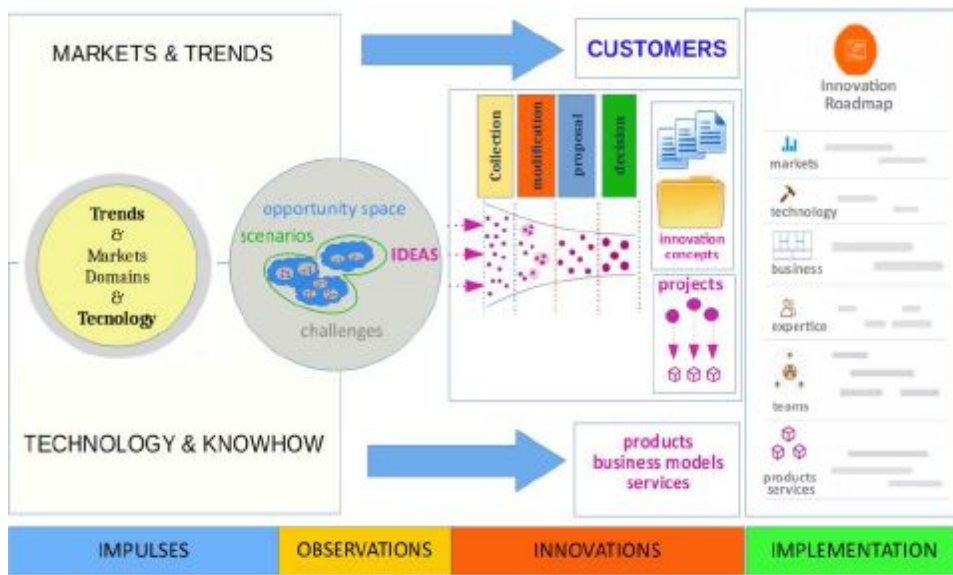 MARKETS & TRENDS
CUSTOMERS
Innovation
Roadmap
Collection
modification
proposal
decision
markets
technology
business
expertice
teams
products
services
Trends
&
Markets
Domains
&
Tecnology
opportunity space
scenarios
IDEAS
challenges
innovation
concepts
projects
TECHNOLOGY & KNOWHOW
products
business models
services
IMPULSES
OBSERVATIONS
INNOVATIONS
IMPLEMENTATION